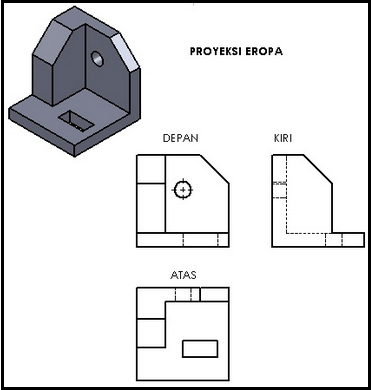 PROYEKSI EROPA
DEPAN
KIRI
ATAS